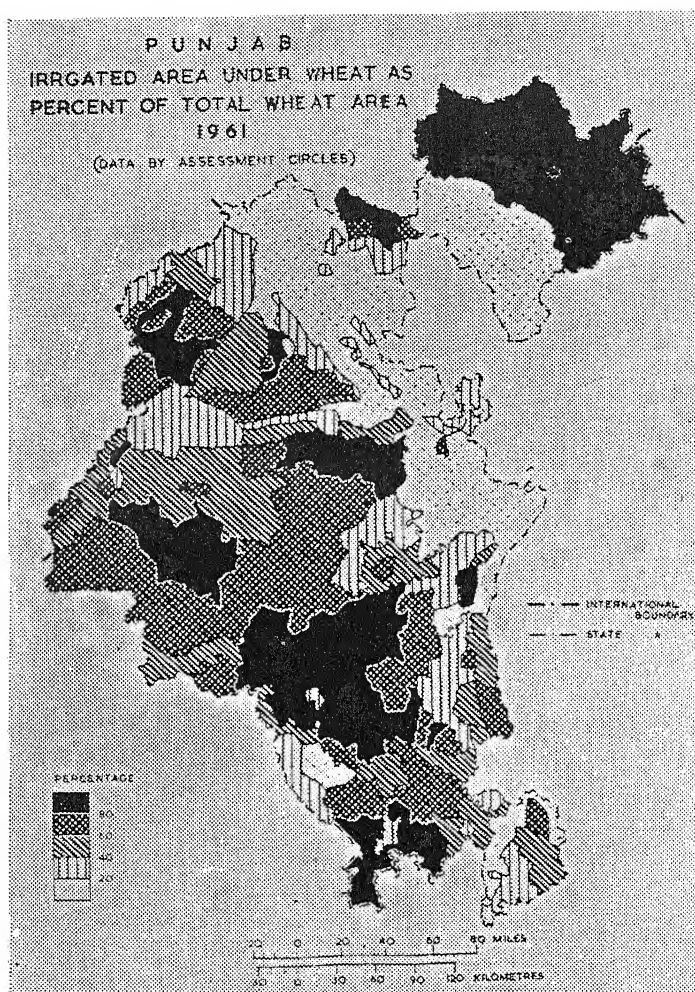 PUNJAB
IRRGATED AREA UNDER WHEAT AS
PERCENT OF TOTAL WHEAT AREA
1961
(DATA BY ASSESSMENT CIRCLES)
INTERNATIONAL
BOUNDARY
STATE "
PERCENTAGE
80
60
40
20
20 0 20 40 60 80 MILES
30 0 30 60 90 120 KILOMETRES